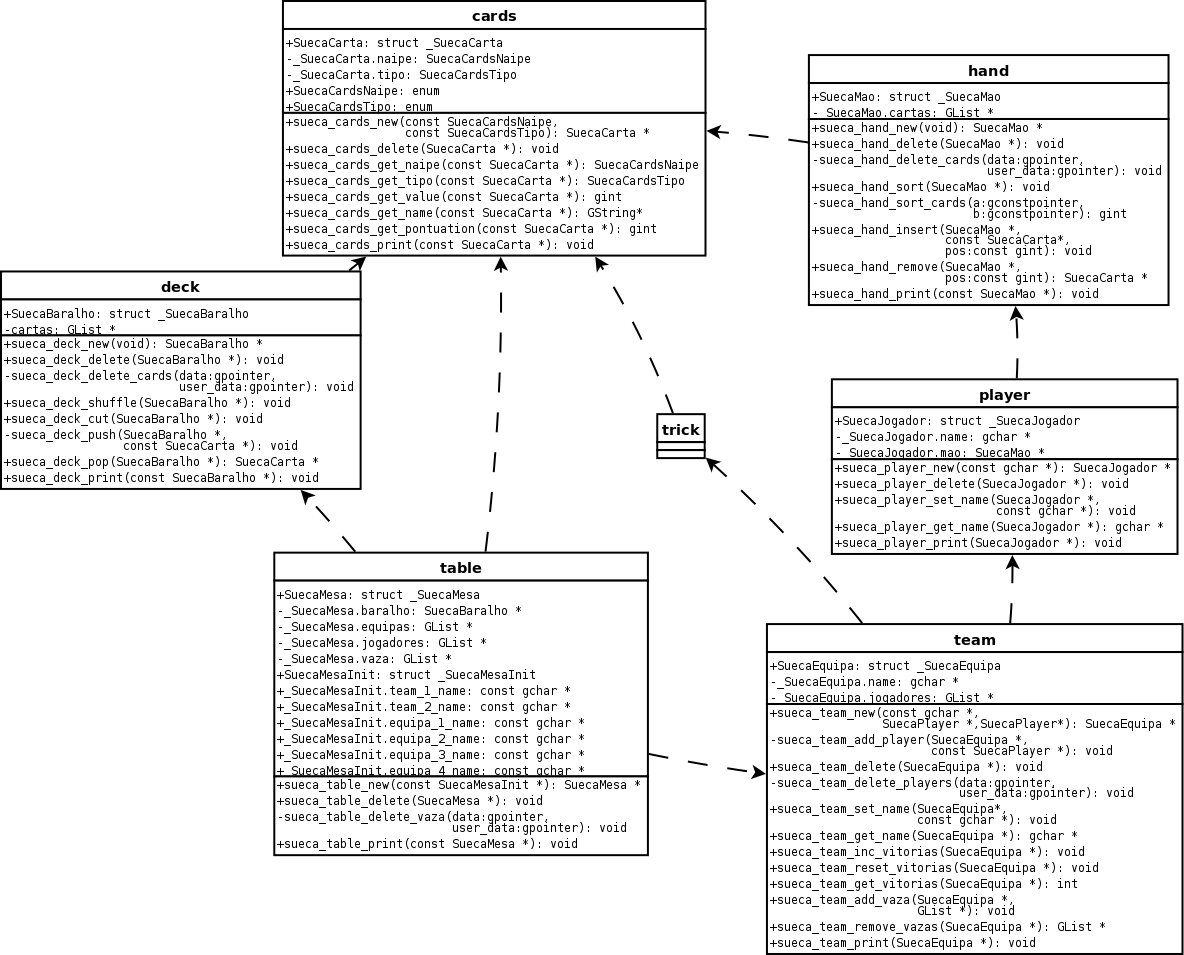 cards
+SuecaCarta: struct _SuecaCarta
-_SuecaCarta.naipe: SuecaCardsNaipe
-_SuecaCarta.tipo: SuecaCardsTipo
+SuecaCardsNaipe: enum
+SuecaCardsTipo: enum
+sueca_cards_new(const SuecaCardsNaipe,
const SuecaCardsTipo): SuecaCarta *
+sueca_cards_delete(SuecaCarta *): void
+sueca_cards_get_naipe(const SuecaCarta *): SuecaCardsNaipe
+sueca_cards_get_tipo(const SuecaCarta *): SuecaCardsTipo
+sueca_cards_get_value(const SuecaCarta *): gint
+sueca_cards_get_name(const SuecaCarta *): GString*
+sueca_cards_get_pontuation(const SuecaCarta *): gint
+sueca_cards_print(const SuecaCarta *): void
hand
+SuecaMao: struct _SuecaMao
-_SuecaMao.cartas: GList *
+sueca_hand_new(void): SuecaMao *
+sueca_hand_delete(SuecaMao *): void
-sueca_hand_delete_cards(data:gpointer,
user_data:gpointer): void
+sueca_hand_sort(SuecaMao *): void
-sueca_hand_sort_cards(a:gconstpointer,
b:gconstpointer): gint
+sueca_hand_insert(SuecaMao *,
const SuecaCarta*,
pos:const gint): void
+sueca_hand_remove(SuecaMao *,
pos:const gint): SuecaCarta *
+sueca_hand_print(const SuecaMao *): void
deck
+SuecaBaralho: struct _SuecaBaralho
-cartas: GList *
+sueca_deck_new(void): SuecaBaralho *
+sueca_deck_delete(SuecaBaralho *): void
-sueca_deck_delete_cards(data:gpointer,
user_data:gpointer): void
+sueca_deck_shuffle(SuecaBaralho *): void
+sueca_deck_cut(SuecaBaralho *): void
-sueca_deck_push(SuecaBaralho *,
const SuecaCarta *): void
+sueca_deck_pop(SuecaBaralho *): SuecaCarta *
+sueca_deck_print(const SuecaBaralho *): void
trick
player
+SuecaJogador: struct _SuecaJogador
-_SuecaJogador.name: gchar *
-_SuecaJogador.mao: SuecaMao *
+sueca_player_new(const gchar *): SuecaJogador *
+sueca_player_delete(SuecaJogador *): void
+sueca_player_set_name(SuecaJogador *,
const gchar *): void
+sueca_player_get_name(SuecaJogador *): gchar *
+sueca_player_print(SuecaJogador *): void
table
+SuecaMesa: struct _SuecaMesa
-_SuecaMesa.baralho: SuecaBaralho *
-_SuecaMesa.equipas: GList *
-_SuecaMesa.jogadores: GList *
-_SuecaMesa.vaza: GList *
+SuecaMesaInit: struct _SuecaMesaInit
+_SuecaMesaInit.team_1_name: const gchar *
+_SuecaMesaInit.team_2_name: const gchar *
+_SuecaMesaInit.equipa_1_name: const gchar *
+_SuecaMesaInit.equipa_2_name: const gchar *
+_SuecaMesaInit.equipa_3_name: const gchar *
+_SuecaMesaInit.equipa_4_name: const gchar *
+sueca_table_new(const SuecaMesaInit *): SuecaMesa *
+sueca_table_delete(SuecaMesa *): void
-sueca_table_delete_vaza(data:gpointer,
user_data:gpointer): void
+sueca_table_print(const SuecaMesa *): void
team
+SuecaEquipa: struct _SuecaEquipa
-_SuecaEquipa.name: gchar *
-_SuecaEquipa.jogadores: GList *
+sueca_team_new(const gchar *,
SuecaPlayer *,SuecaPlayer*): SuecaEquipa *
-sueca_team_add_player(SuecaEquipa *,
const SuecaPlayer *): void
+sueca_team_delete(SuecaEquipa *): void
-sueca_team_delete_players(data:gpointer,
user_data:gpointer): void
+sueca_team_set_name(SuecaEquipa*,
const gchar *): void
+sueca_team_get_name(SuecaEquipa *): gchar *
+sueca_team_inc_vitorias(SuecaEquipa *): void
+sueca_team_reset_vitorias(SuecaEquipa *): void
+sueca_team_get_vitorias(SuecaEquipa *): int
+sueca_team_add_vaza(SuecaEquipa *,
GList *): void
+sueca_team_remove_vazas(SuecaEquipa *): GList *
+sueca_team_print(SuecaEquipa *): void